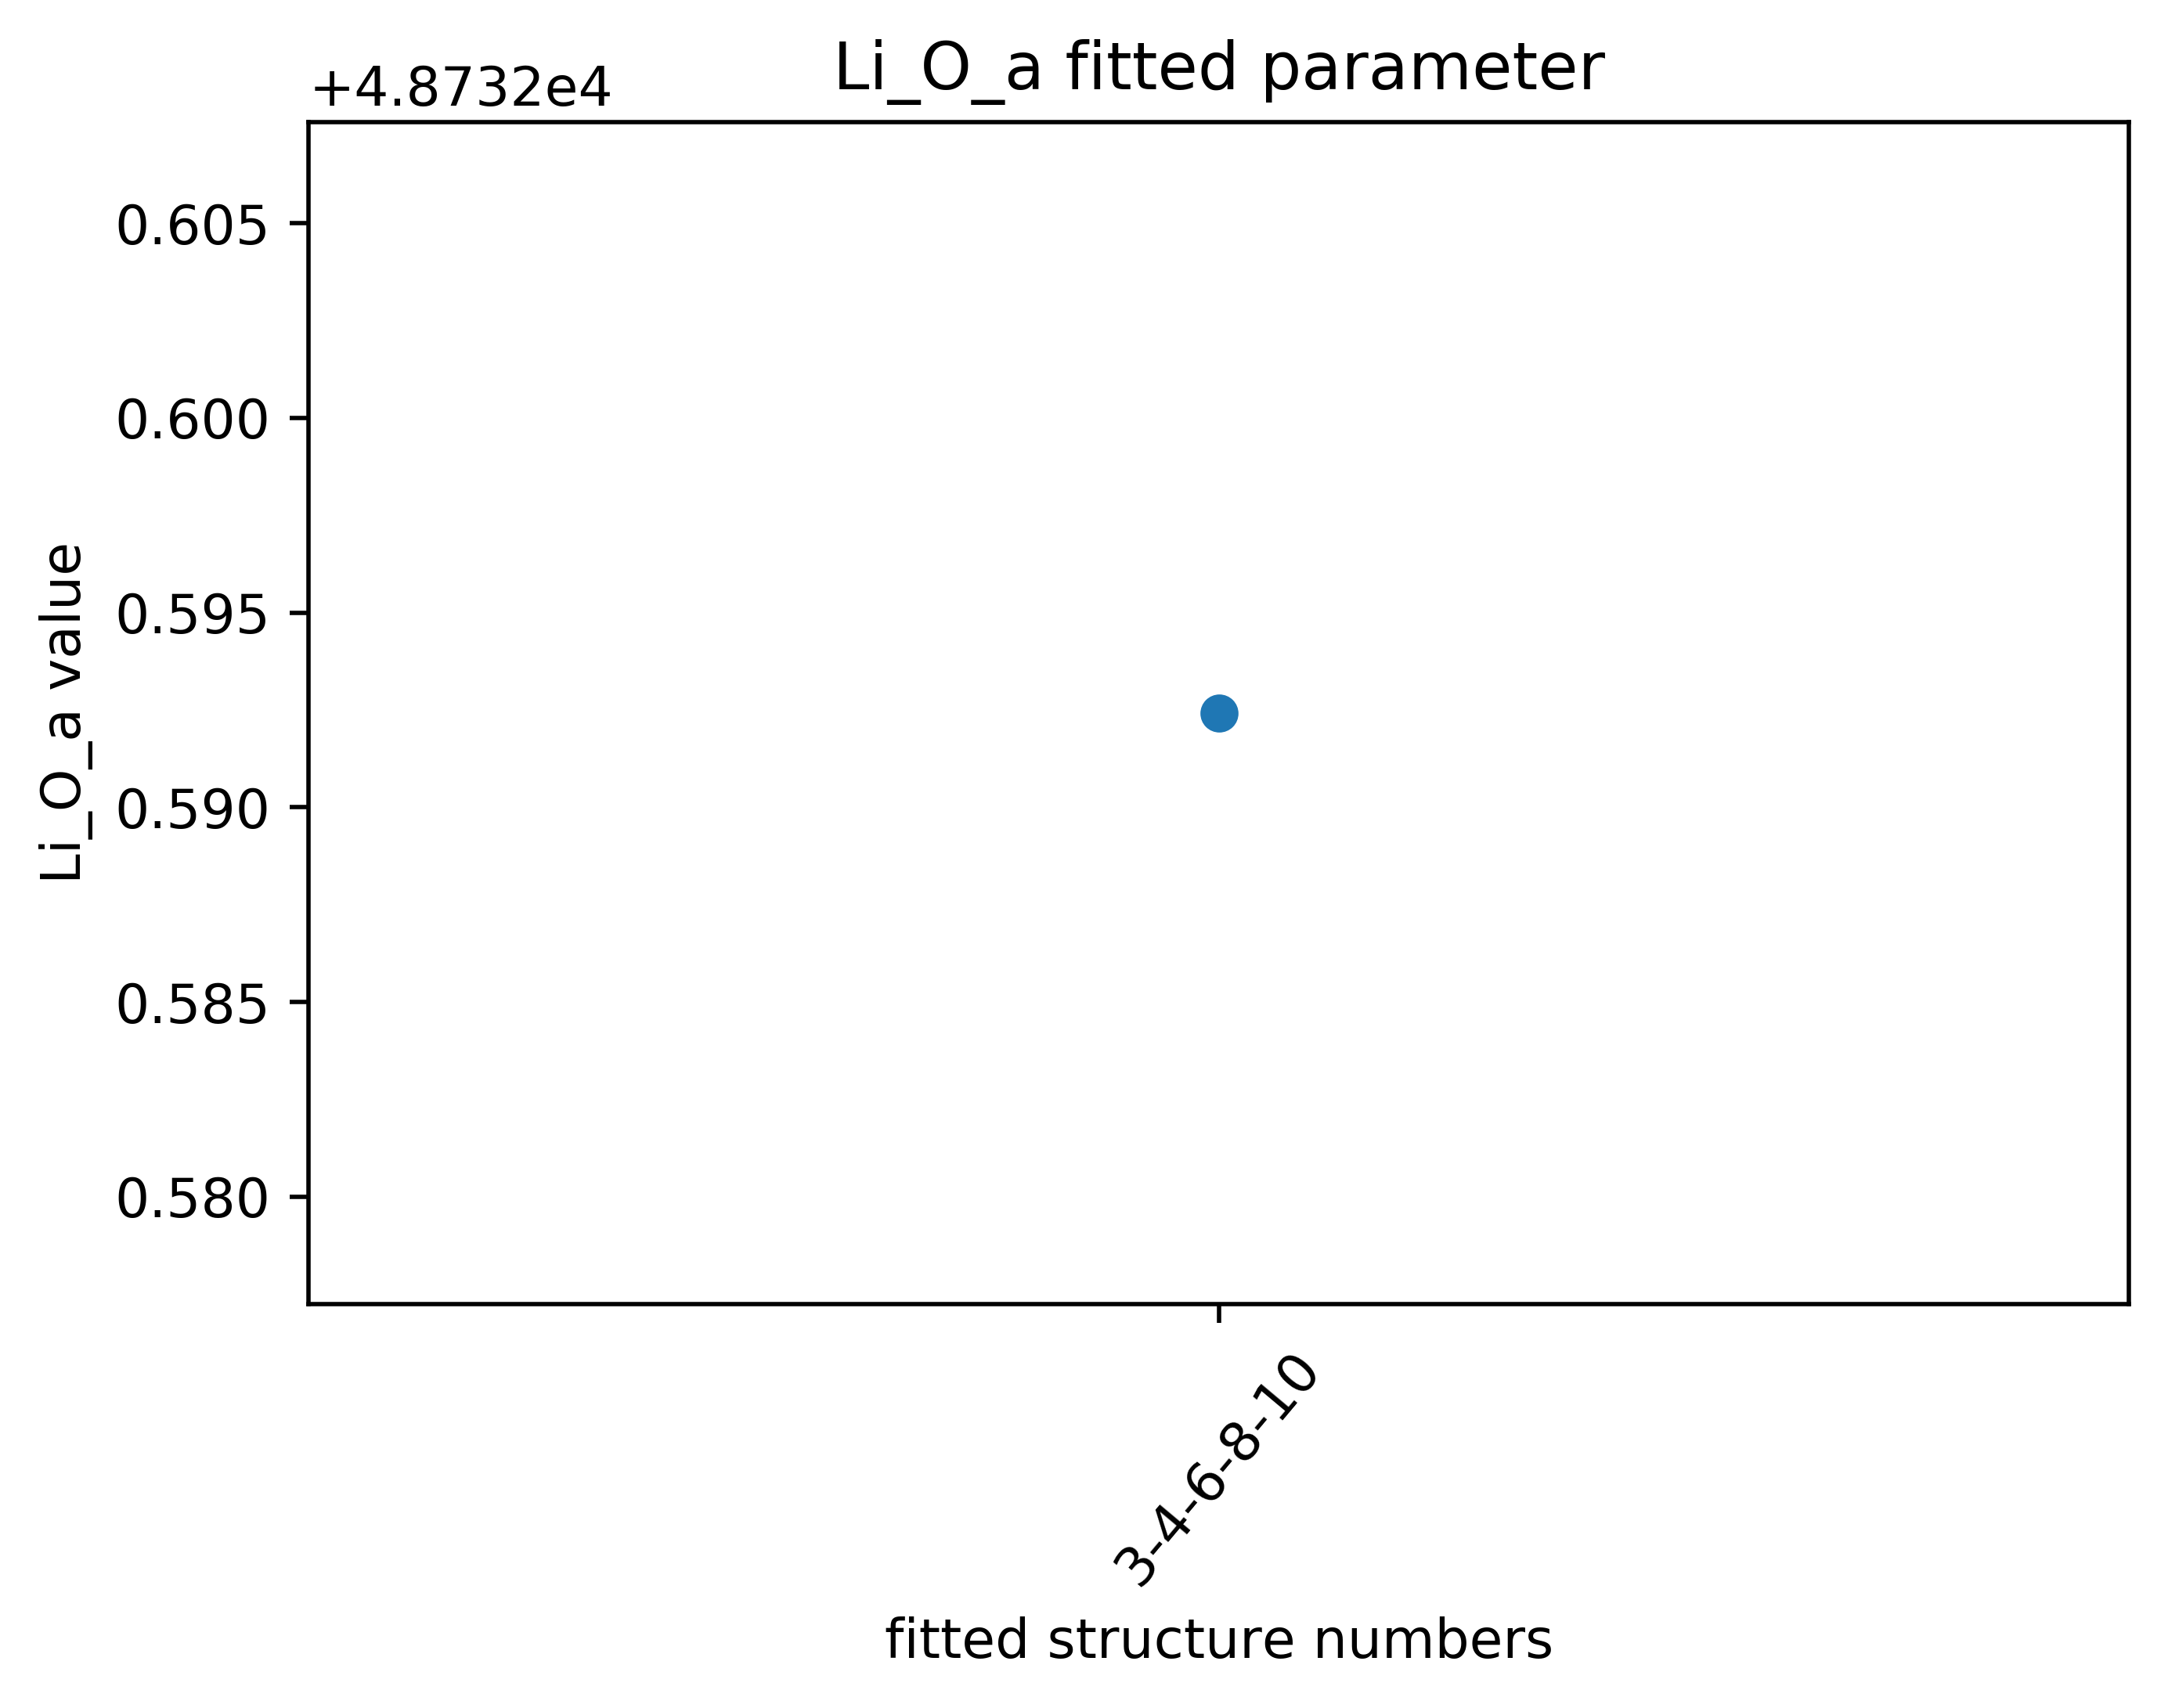 Li_O_a fitted parameter
+4.8732e4
0.605
0.600
0.595
0.590
0.585
0.580
Li_O_a value
3-4-6-8-10
fitted structure numbers